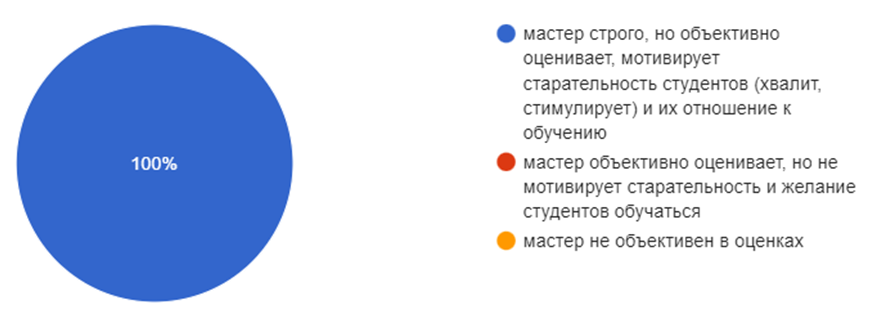 100%
мастер строго, но объективно
оценивает, мотивирует
старательность студентов (хвалит,
стимулирует) и их отношение к
обучению
мастер объективно оценивает, но не
мотивирует старательность и желание
студентов обучаться
мастер не объективен в оценках